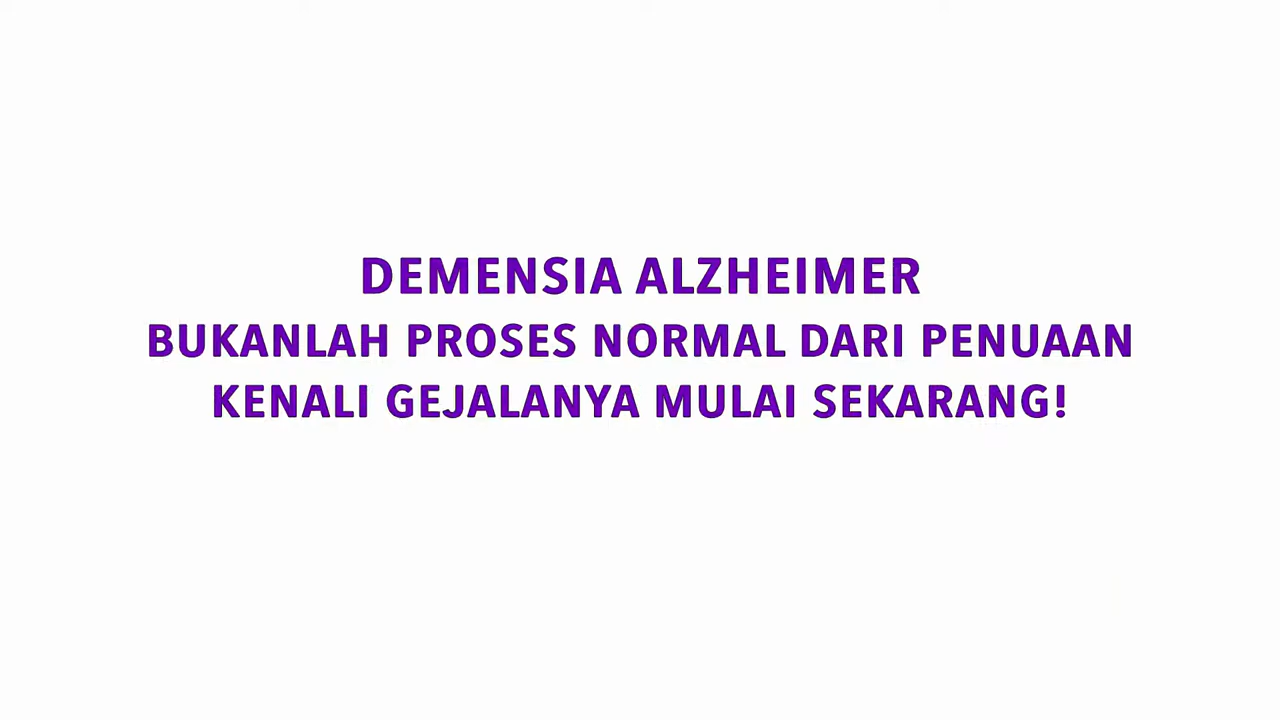 DEMENSIA ALZHEIMER
BUKANLAH PROSES NORMAL DARI PENUAAN
KENALI GEJALANYA MULAI SEKARANG!